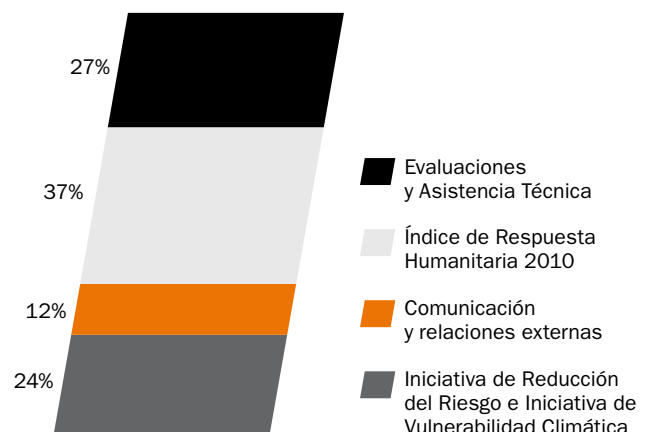 27%
37%
12%
24%
Evaluaciones
y Asistencia Técnica
Índice de Respuesta
Humanitaria 2010
Comunicación
y relaciones externas
Iniciativa de Reducción
del Riesgo e Iniciativa de
Vulnerabilidad Climática